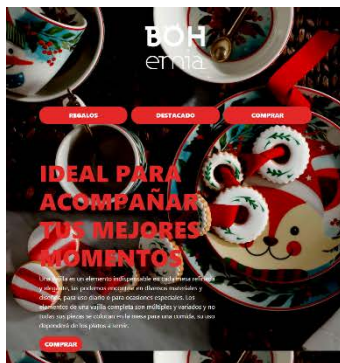 BOH
emia
REGALOS
DESTACADO
COMPRAR
IDEAL PARA
ACOMPAÑAR
TUS MEJORES
MOMENTOS
Una vajilla es un elemento indispensable en cada mesa refinada
y elegante, las podemos encontrar en diversos materiales y
diseños, para uso diario o para ocasiones especiales. Los
elementos de una vajilla completa son múltiples y variados y no
todas sus piezas se colocan en la mesa para una comida, su uso
dependerá de los platos a servir.
COMPRAR